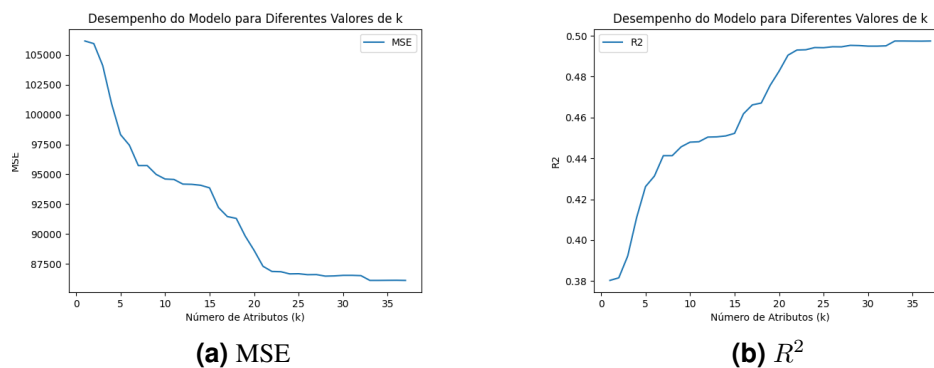 Desempenho do Modelo para Diferentes Valores de k
MSE
105000
102500
100000
97500
95000
92500
90000
87500
MSE
0 5 10 15 20 25 30 35
Número de Atributos (k)
(a) MSE
Desempenho do Modelo para Diferentes Valores de k
R2
0.50
0.48
0.46
0.44
0.42
0.40
0.38
R2
0 5 10 15 20 25 30 35
Número de Atributos (k)
(b) R²